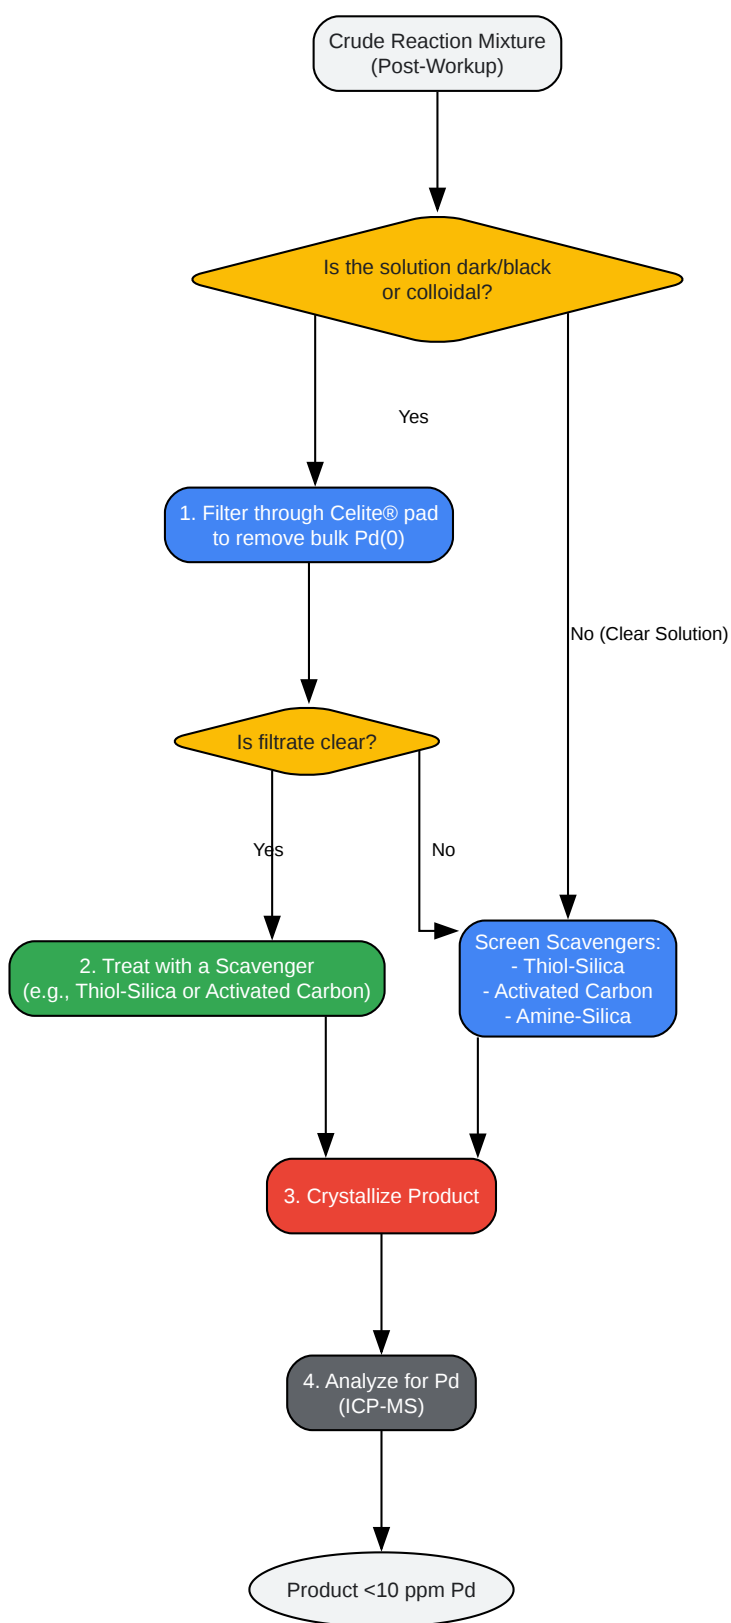 Crude Reaction Mixture
(Post-Workup)
Is the solution dark/black
or colloidal?
Yes
1. Filter through Celite® pad
to remove bulk Pd(0)
No (Clear Solution)
Is filtrate clear?
Yes
No
2. Treat with a Scavenger
(e.g., Thiol-Silica or Activated Carbon)
Screen Scavengers:
- Thiol-Silica
- Activated Carbon
- Amine-Silica
3. Crystallize Product
4. Analyze for Pd
(ICP-MS)
Product <10 ppm Pd